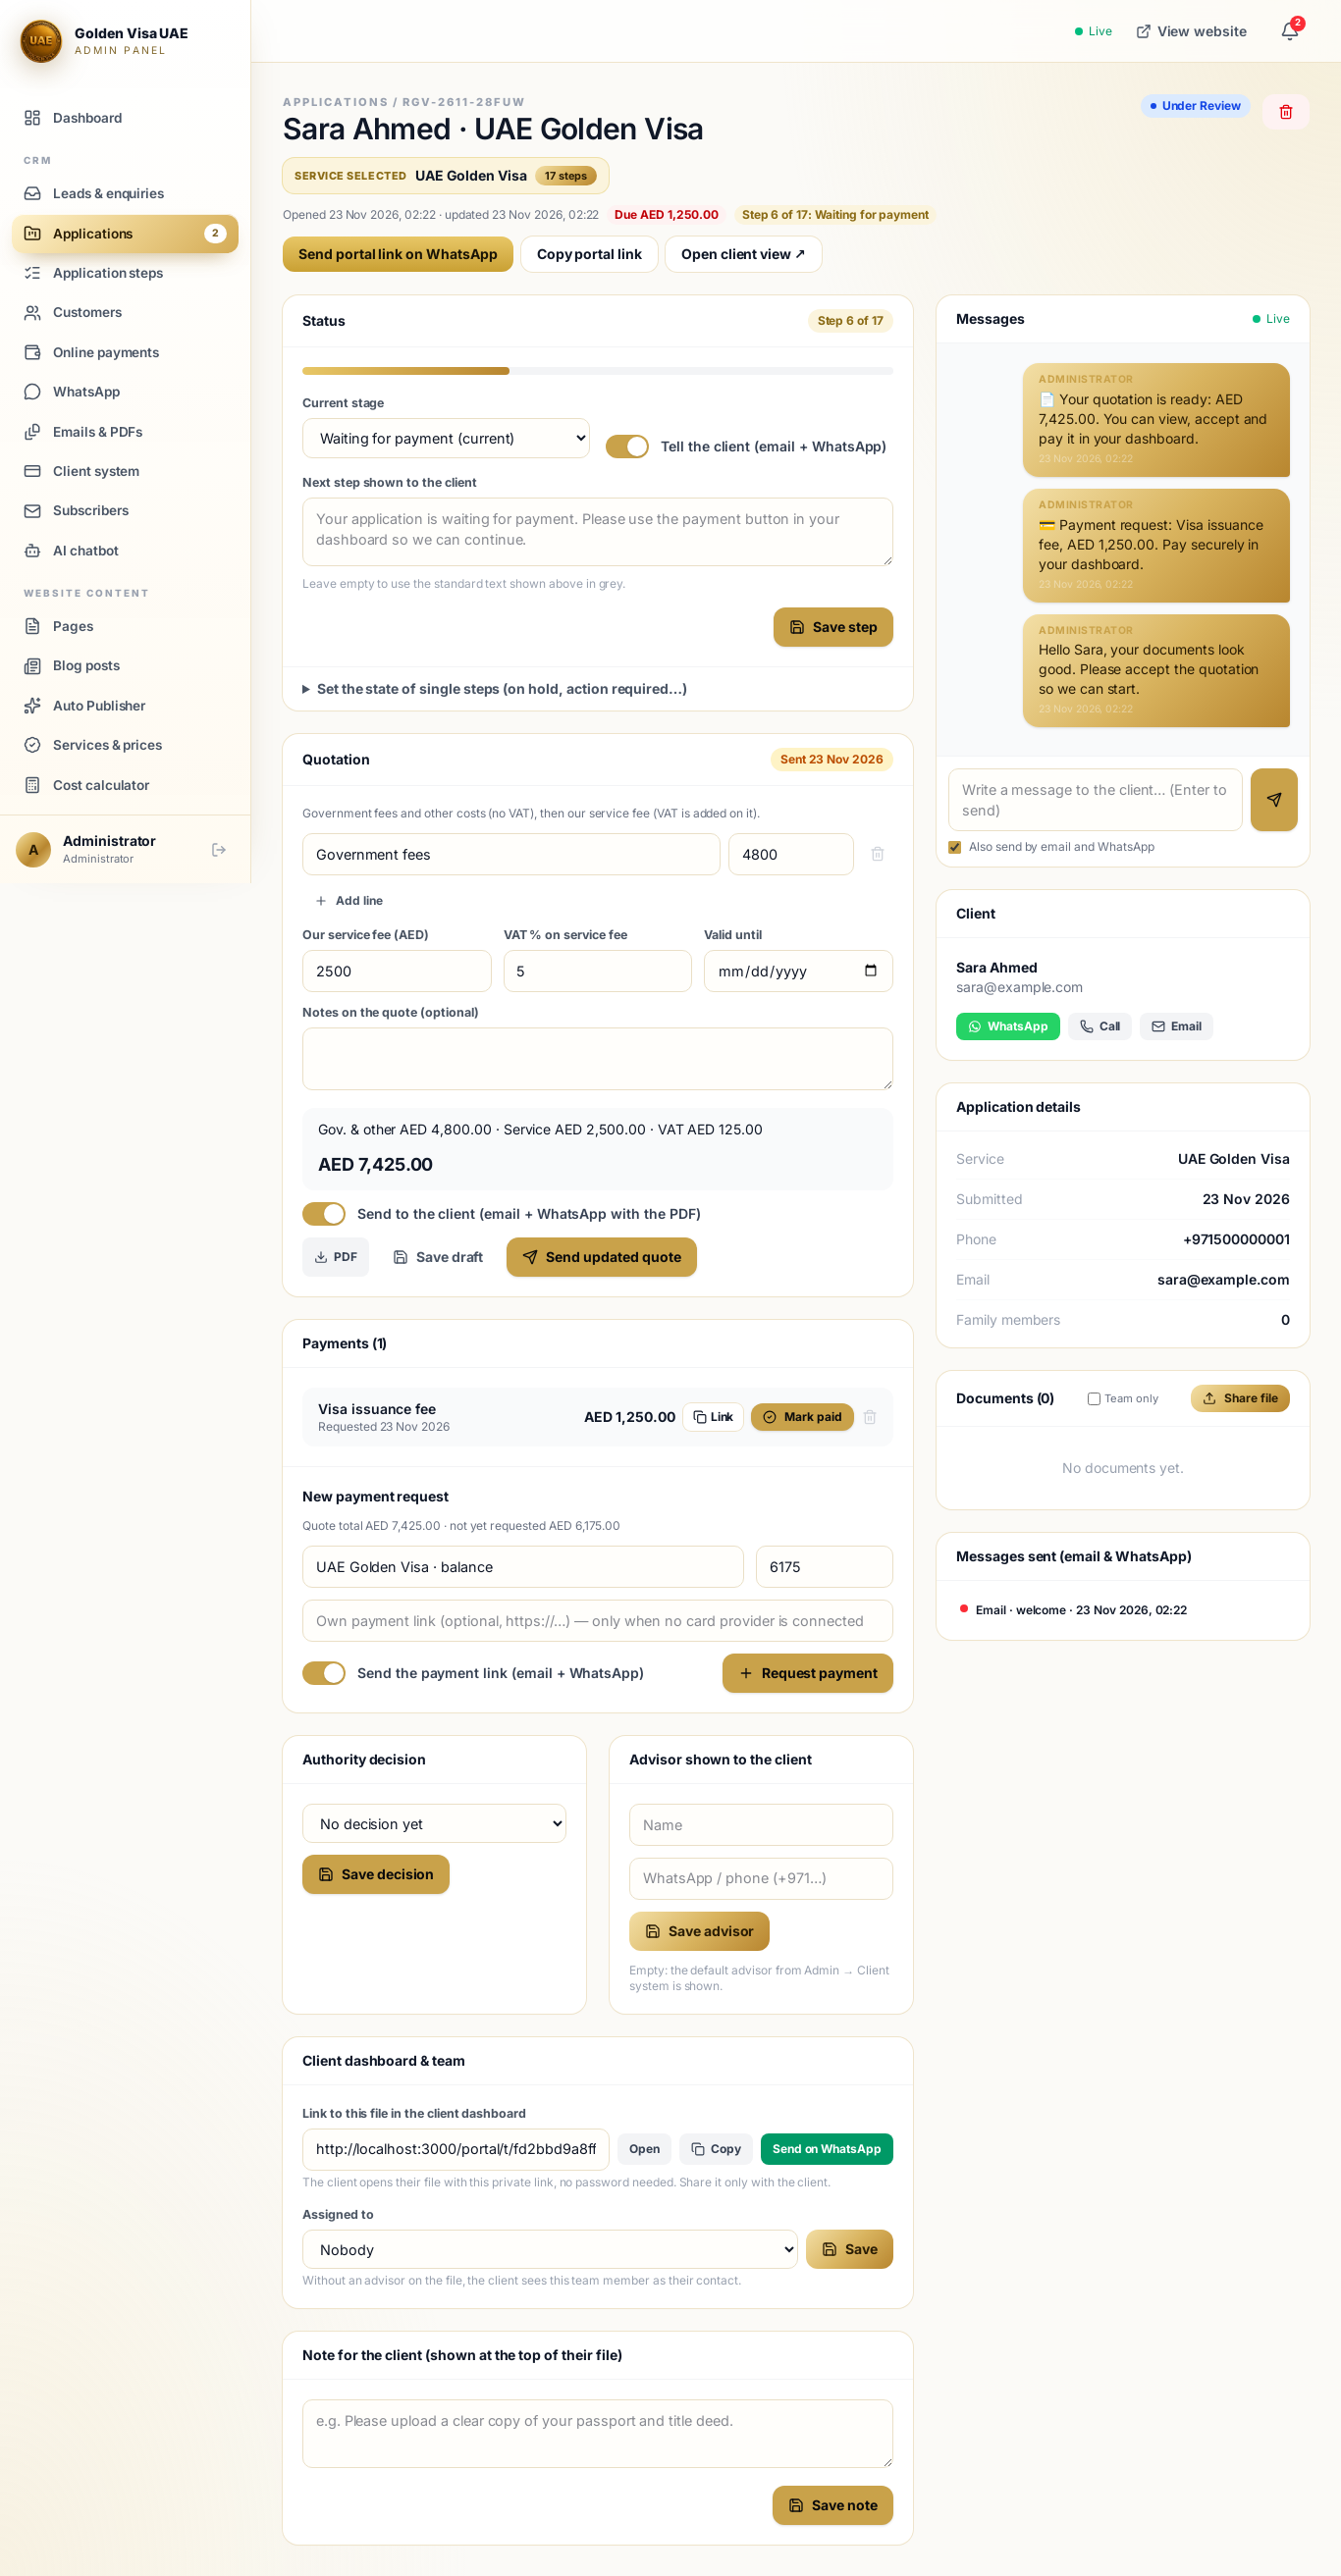 UAE
Golden Visa UAE
ADMIN PANEL
Dashboard
CRM
Leads & enquiries
Applications 2
Application steps
Customers
Online payments
WhatsApp
Emails & PDFs
Client system
Subscribers
AI chatbot
WEBSITE CONTENT
Pages
Blog posts
Auto Publisher
Services & prices
Cost calculator
A
Administrator
Administrator
Live
View website
2
APPLICATIONS / RGV-2611-28FUW
Sara Ahmed · UAE Golden Visa
Under Review
SERVICE SELECTED UAE Golden Visa 17 steps
Opened 23 Nov 2026, 02:22 · updated 23 Nov 2026, 02:22 Due AED 1,250.00 Step 6 of 17: Waiting for payment
Send portal link on WhatsApp
Copy portal link
Open client view ↗
Status
Step 6 of 17
Current stage
Waiting for payment (current)
Tell the client (email + WhatsApp)
Next step shown to the client
Your application is waiting for payment. Please use the payment button in your
dashboard so we can continue.
Leave empty to use the standard text shown above in grey.
Save step
Set the state of single steps (on hold, action required...)
Quotation
Sent 23 Nov 2026
Government fees and other costs (no VAT), then our service fee (VAT is added on it).
Government fees
4800
Add line
Our service fee (AED)
VAT % on service fee
Valid until
2500
5
mm/dd/yyyy
Notes on the quote (optional)
Gov. & other AED 4,800.00 · Service AED 2,500.00 · VAT AED 125.00
AED 7,425.00
Send to the client (email + WhatsApp with the PDF)
PDF
Save draft
Send updated quote
Payments (1)
Visa issuance fee
Requested 23 Nov 2026
AED 1,250.00
Link
Mark paid
New payment request
Quote total AED 7,425.00 · not yet requested AED 6,175.00
UAE Golden Visa · balance
6175
Own payment link (optional, https://...) — only when no card provider is connected
Send the payment link (email + WhatsApp)
Request payment
Authority decision
No decision yet
Save decision
Advisor shown to the client
Name
WhatsApp / phone (+971...)
Save advisor
Empty: the default advisor from Admin → Client
system is shown.
Client dashboard & team
Link to this file in the client dashboard
http://localhost:3000/portal/t/fd2bbd9a8ff
Open
Copy
Send on WhatsApp
The client opens their file with this private link, no password needed. Share it only with the client.
Assigned to
Nobody
Save
Without an advisor on the file, the client sees this team member as their contact.
Note for the client (shown at the top of their file)
e.g. Please upload a clear copy of your passport and title deed.
Save note
Messages
Live
ADMINISTRATOR
📄 Your quotation is ready: AED
7,425.00. You can view, accept and
pay it in your dashboard.
23 Nov 2026, 02:22
ADMINISTRATOR
💳 Payment request: Visa issuance
fee, AED 1,250.00. Pay securely in
your dashboard.
23 Nov 2026, 02:22
ADMINISTRATOR
Hello Sara, your documents look
good. Please accept the quotation
so we can start.
23 Nov 2026, 02:22
Write a message to the client... (Enter to
send)
Also send by email and WhatsApp
Client
Sara Ahmed
sara@example.com
WhatsApp
Call
Email
Application details
Service UAE Golden Visa
Submitted 23 Nov 2026
Phone +971500000001
Email sara@example.com
Family members 0
Documents (0)
Team only
Share file
No documents yet.
Messages sent (email & WhatsApp)
Email · welcome · 23 Nov 2026, 02:22